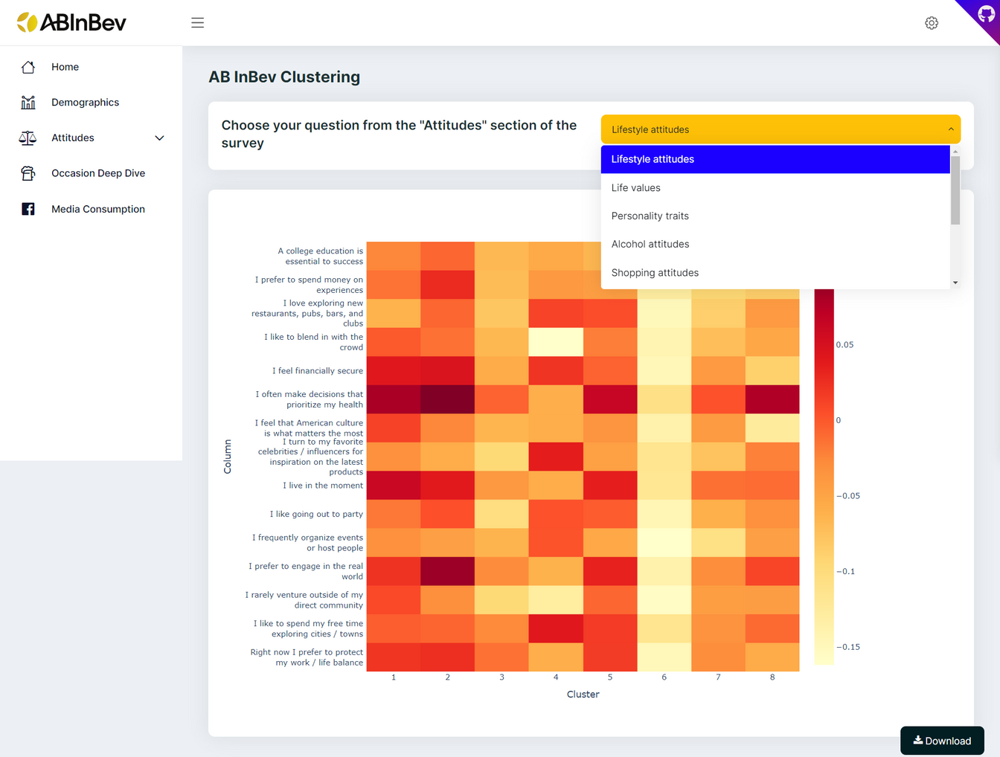 ABInBev
Home
Demographics
Attitudes
Occasion Deep Dive
Media Consumption
AB InBev Clustering
Choose your question from the "Attitudes" section of the
survey
Lifestyle attitudes
Lifestyle attitudes
Life values
Personality traits
Alcohol attitudes
Shopping attitudes
A college education is
essential to success
I prefer to spend money on
experiences
I love exploring new
restaurants, pubs, bars, and
clubs
I like to blend in with the
crowd
I feel financially secure
I often make decisions that
prioritize my health
I feel that American culture
is what matters the most
I turn to my favorite
celebrities / influencers for
inspiration on the latest
products
I live in the moment
I like going out to party
I frequently organize events
or host people
I prefer to engage in the real
world
I rarely venture outside of my
direct community
I like to spend my free time
exploring cities / towns
Right now I prefer to protect
my work / life balance
Column
1 2 3 4 5 6 7 8
Cluster
0.05
0
−0.05
−0.1
−0.15
Download